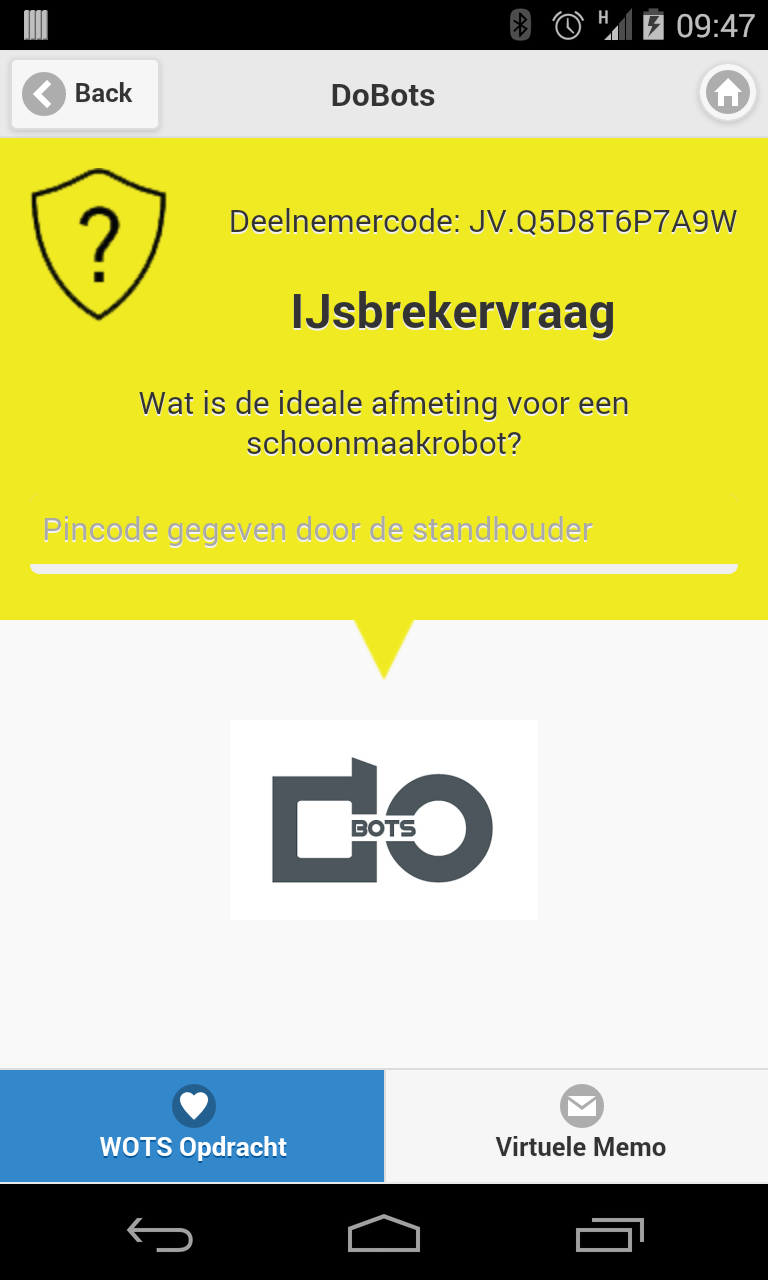 H 09:47
Back
DoBots
?
Deelnemercode: JV.Q5D8T6P7A9W
IJsbrekervraag
Wat is de ideale afmeting voor een
schoonmaakrobot?
Pincode gegeven door de standhouder
do
BOTS
WOTS Opdracht
Virtuele Memo